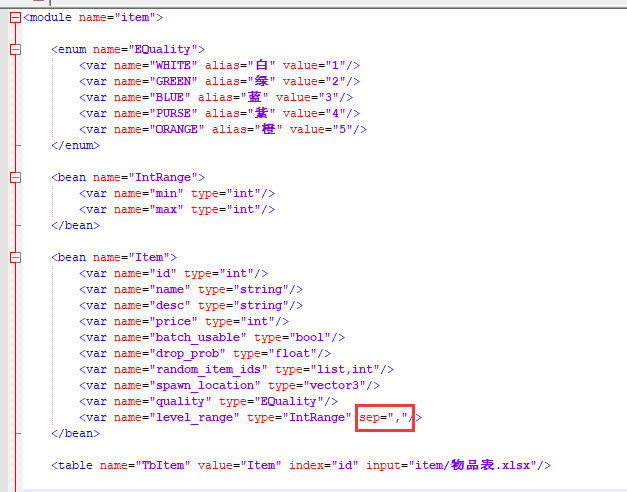 <module name="item">
<enum name="EQuality">
<var name="WHITE" alias="白" value="1"/>
<var name="GREEN" alias="绿" value="2"/>
<var name="BLUE" alias="蓝" value="3"/>
<var name="PURSE" alias="紫" value="4"/>
<var name="ORANGE" alias="橙" value="5"/>
</enum>
<bean name="IntRange">
<var name="min" type="int"/>
<var name="max" type="int"/>
</bean>
<bean name="Item">
<var name="id" type="int"/>
<var name="name" type="string"/>
<var name="desc" type="string"/>
<var name="price" type="int"/>
<var name="batch_usable" type="bool"/>
<var name="drop_prob" type="float"/>
<var name="random_item_ids" type="list,int"/>
<var name="spawn_location" type="vector3"/>
<var name="quality" type="EQuality"/>
<var name="level_range" type="IntRange" sep=","/>
</bean>
<table name="TbItem" value="Item" index="id" input="item/物品表.xlsx"/>